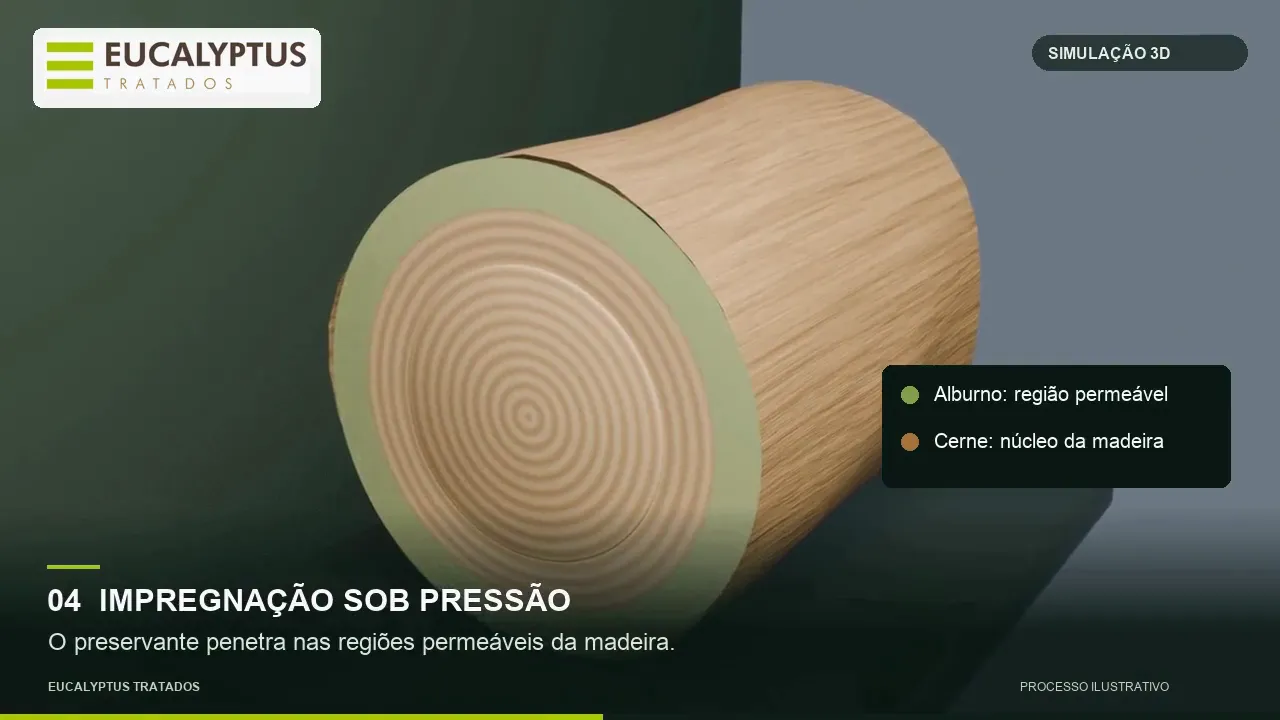 EUCALYPTUS
TRATADOS
SIMULAÇÃO 3D
Alburno: região permeável
Cerne: núcleo da madeira
04 IMPREGNAÇÃO SOB PRESSÃO
O preservante penetra nas regiões permeáveis da madeira.
EUCALYPTUS TRATADOS
PROCESSO ILUSTRATIVO